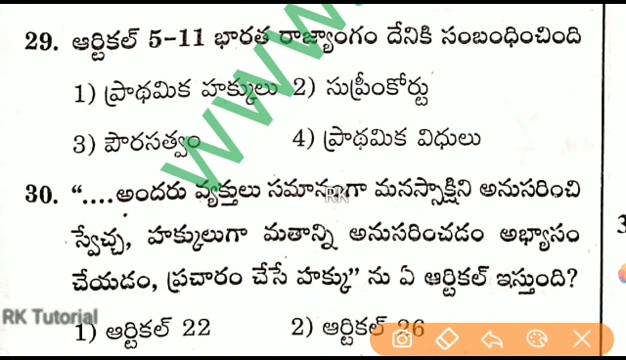 29. ఆర్టికల్ 5-11 భారత రాజ్యాంగం దేనికి సంబంధించింది
1) ప్రాథమిక హక్కులు 2) సుప్రీంకోర్టు
3) పౌరసత్వం 4) ప్రాథమిక విధులు
30. “....అందరు వ్యక్తులు సమానంగా మనస్సాక్షిని అనుసరించి
స్వేచ్ఛ, హక్కులుగా మతాన్ని అనుసరించడం అభ్యాసం
చేయడం, ప్రచారం చేసే హక్కు” ను ఏ ఆర్టికల్ ఇస్తుంది?
RK Tutorial
1) ఆర్టికల్ 22 2) ఆర్టికల్ 26
www
RK